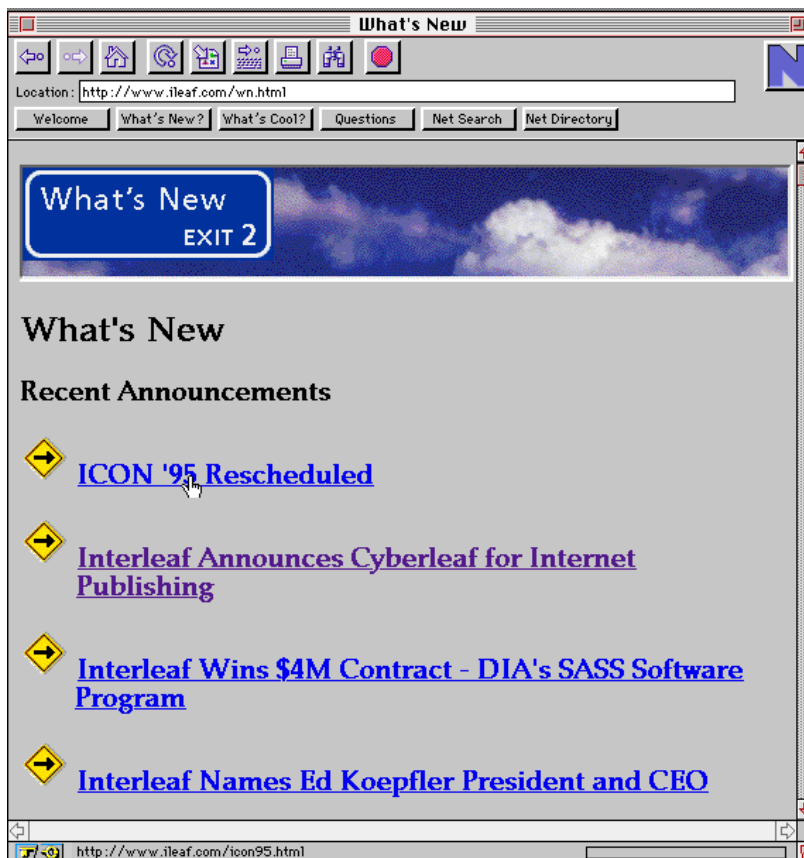 What's New
Location: http://www.ileaf.com/wn.html
Welcome What's New? What's Cool? Questions Net Search Net Directory
N
What's New
EXIT 2
What's New
Recent Announcements
ICON '95 Rescheduled
Interleaf Announces Cyberleaf for Internet
Publishing
Interleaf Wins $4M Contract - DIA's SASS Software
Program
Interleaf Names Ed Koepfler President and CEO
http://www.ileaf.com/icon95.html